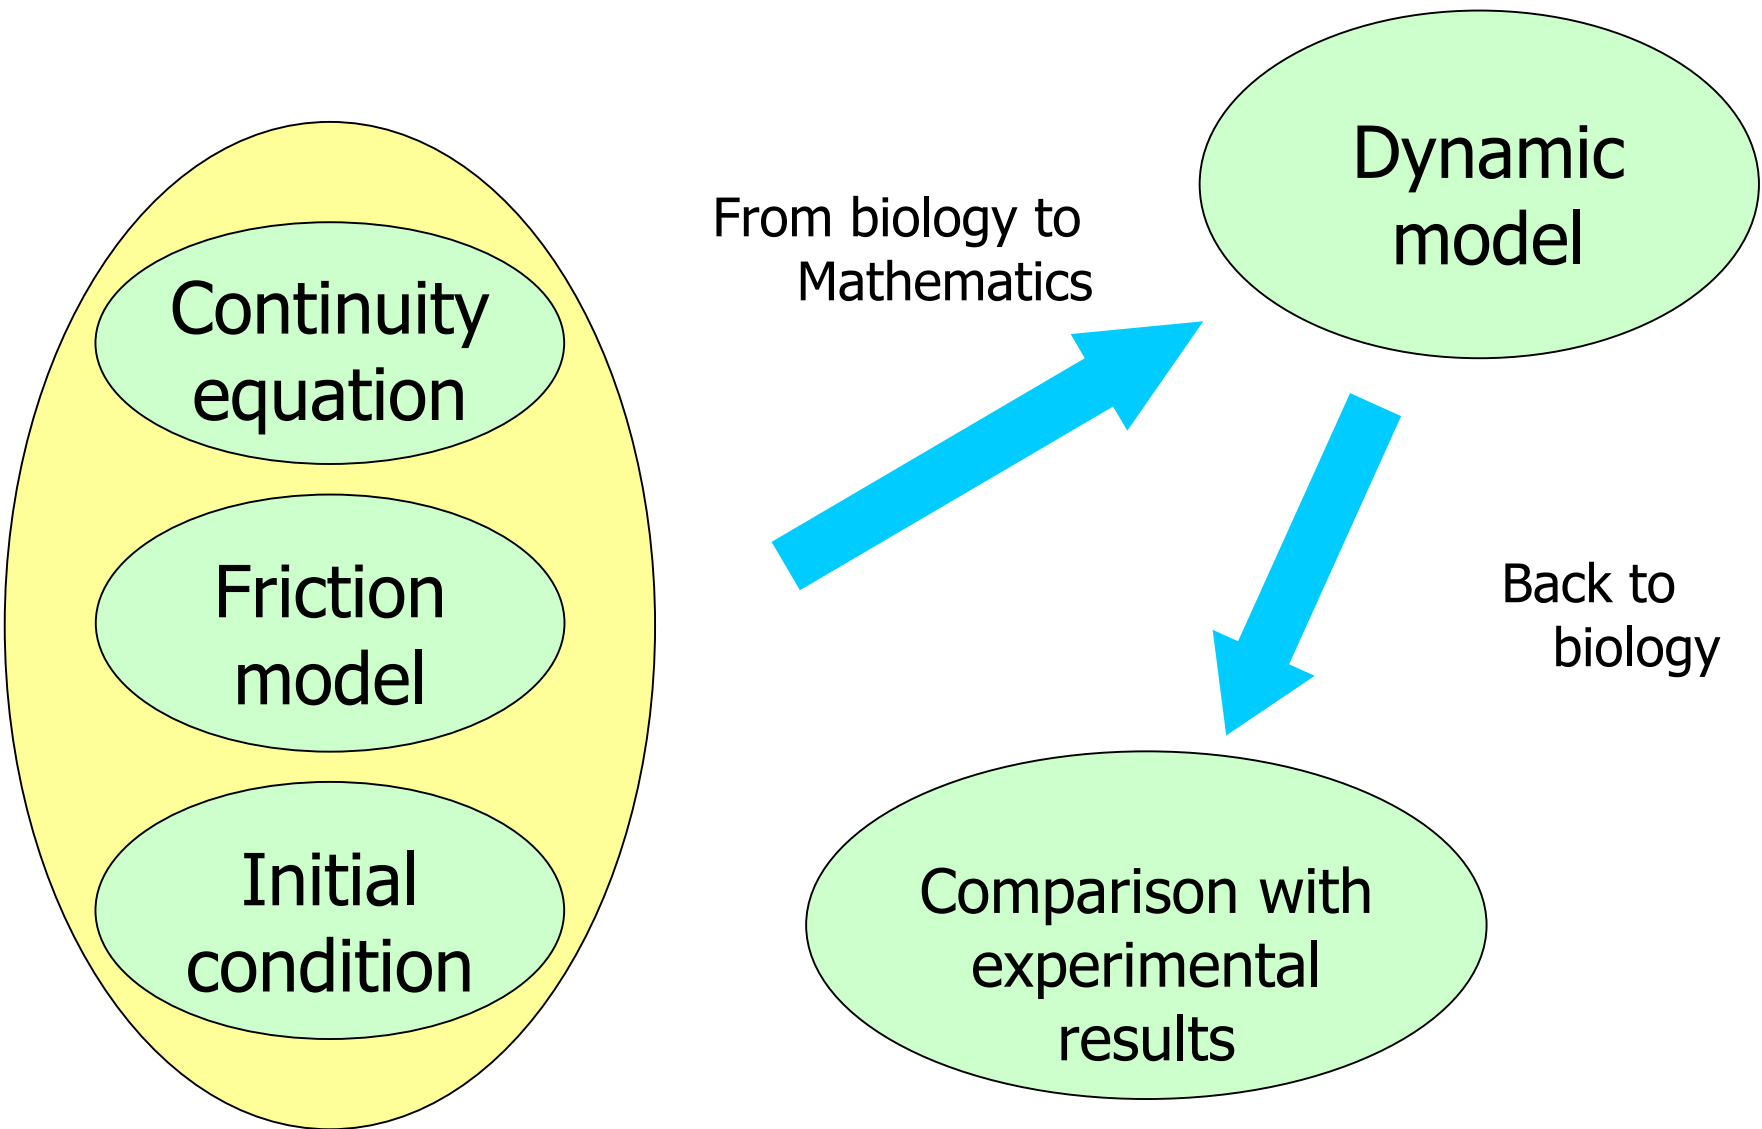 Continuity
equation
Friction
model
Initial
condition
From biology to
Mathematics
Dynamic
model
Back to
biology
Comparison with
experimental
results